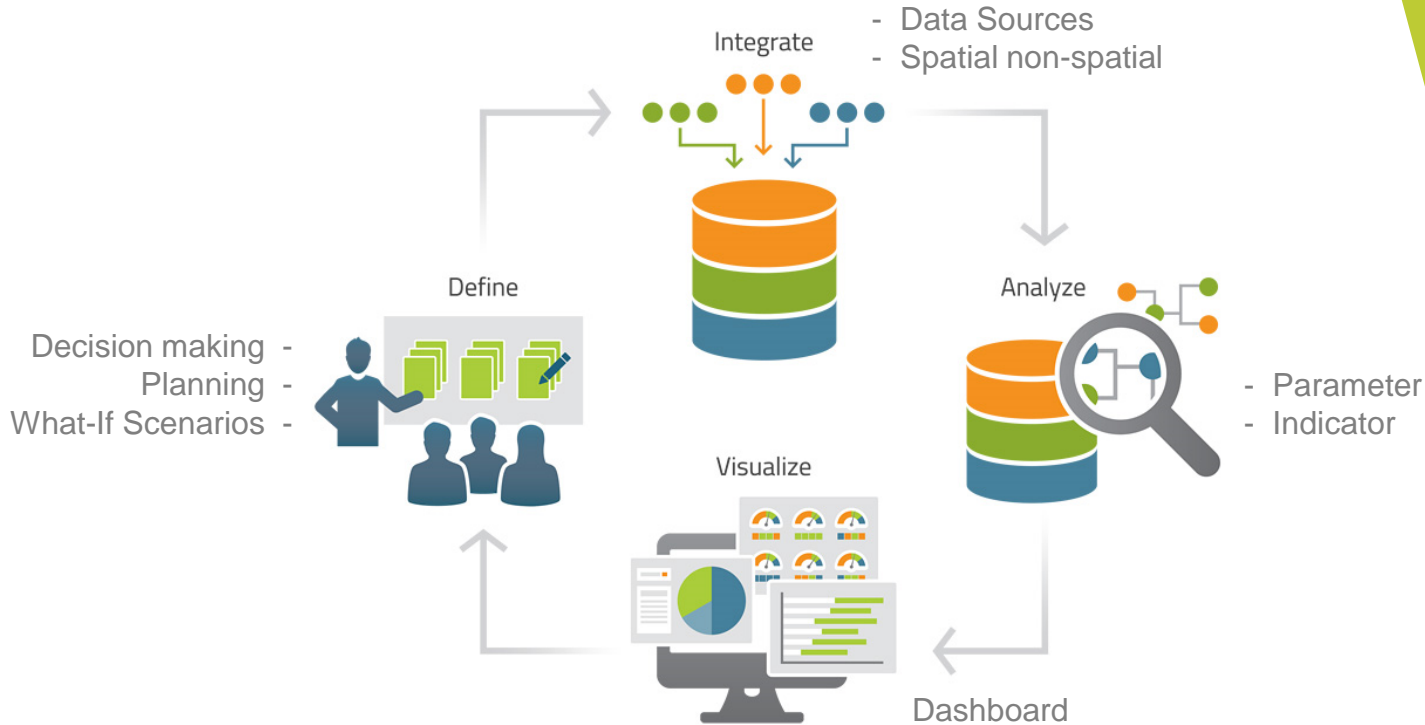 Integrate
- Data Sources
- Spatial non-spatial
Define
Decision making -
Planning -
What-If Scenarios -
Analyze
- Parameter
- Indicator
Visualize
Dashboard